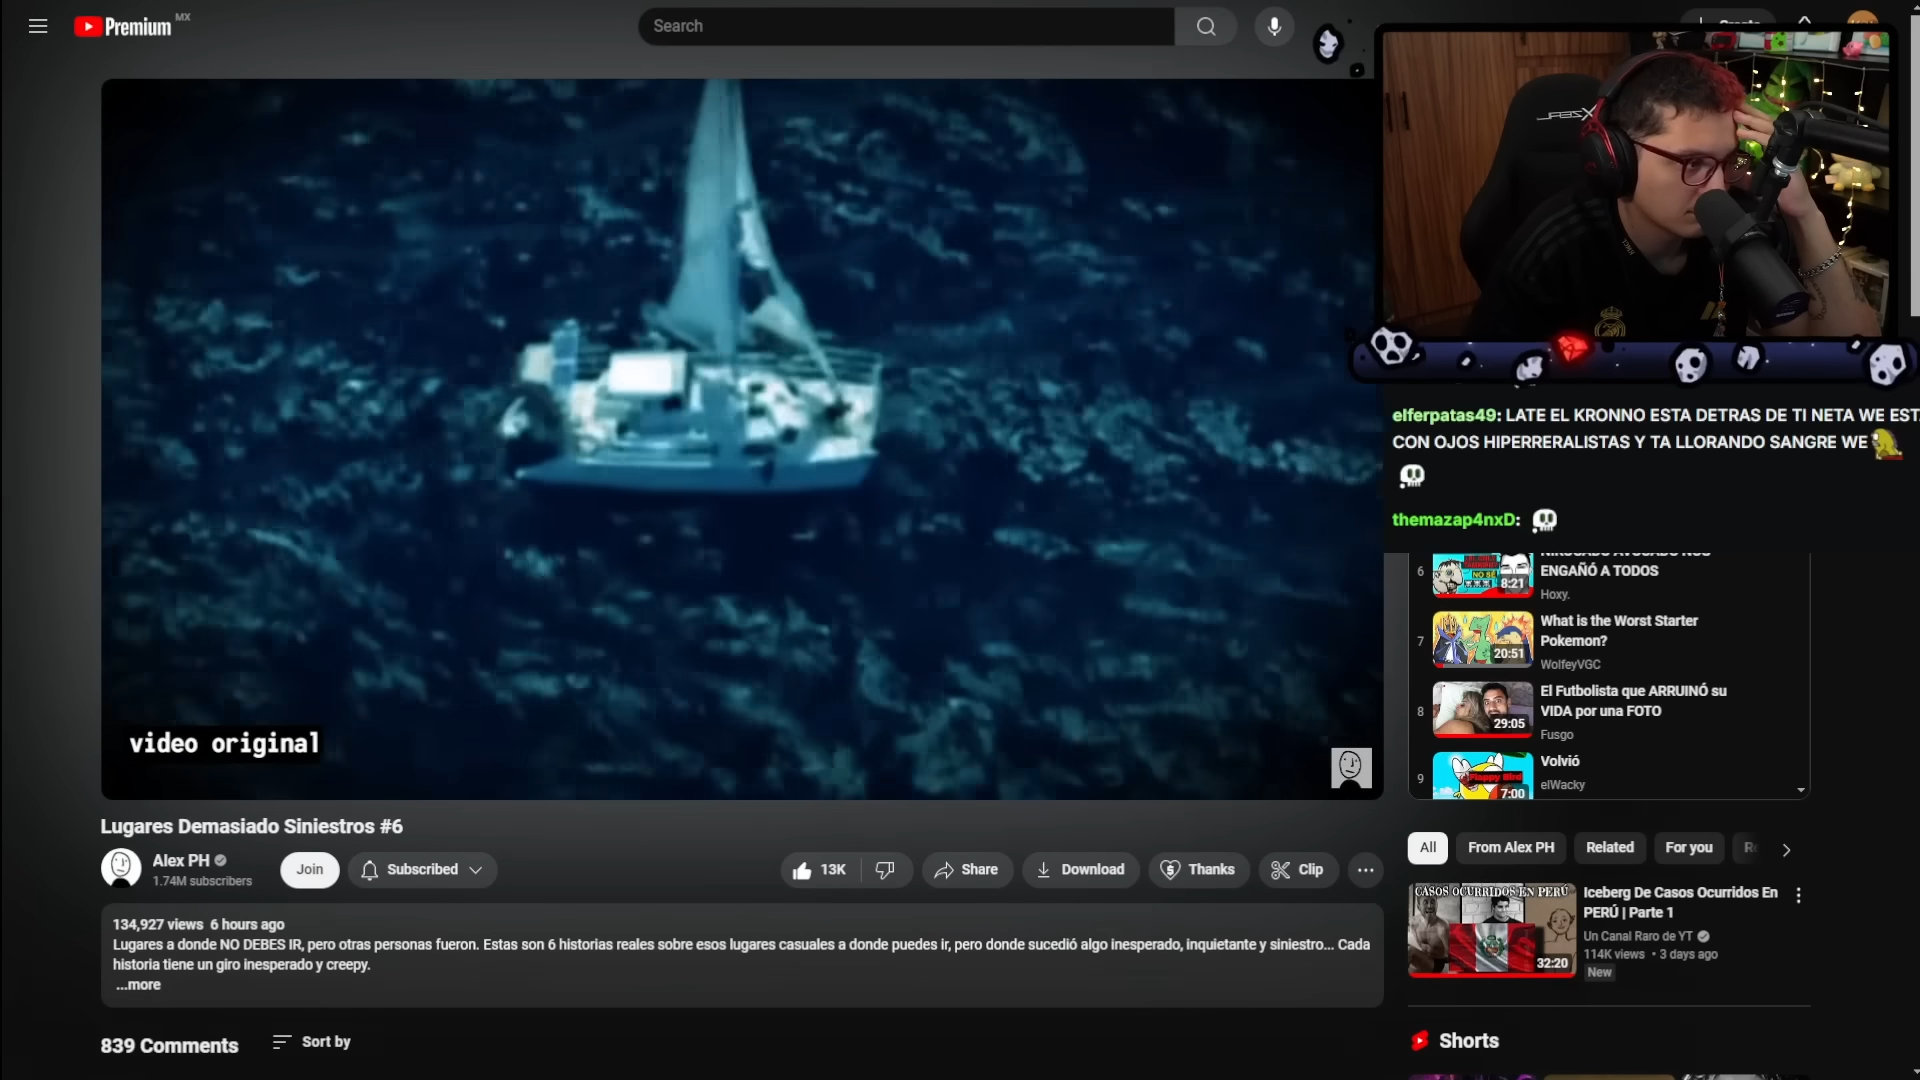 Premium MX
Search
Create
video original
elferpatas49: LATE EL KRONNO ESTA DETRAS DE TI NETA WE EST
CON OJOS HIPERREALISTAS Y TA LLORANDO SANGRE WE
themazap4nxD:
6
ENGAÑÓ A TODOS
8:21
Hoxy.
7
What is the Worst Starter
Pokemon?
20:51
WolfeyVGC
8
El Futbolista que ARRUINÓ su
VIDA por una FOTO
29:05
Fusgo
9
Volvió
Flappy Bird
7:00
elWacky
Lugares Demasiado Siniestros #6
Alex PH
1.74M subscribers
Join
Subscribed
13K
Share
Download
Thanks
Clip
134,927 views 6 hours ago
Lugares a donde NO DEBES IR, pero otras personas fueron. Estas son 6 historias reales sobre esos lugares casuales a donde puedes ir, pero donde sucedió algo inesperado, inquietante y siniestro... Cada
historia tiene un giro inesperado y creepy.
...more
839 Comments
Sort by
All
From Alex PH
Related
For you
CASOS OCURRIDOS EN PERÚ
32:20
Iceberg De Casos Ocurridos En
PERÚ | Parte 1
Un Canal Raro de YT
114K views • 3 days ago
New
Shorts